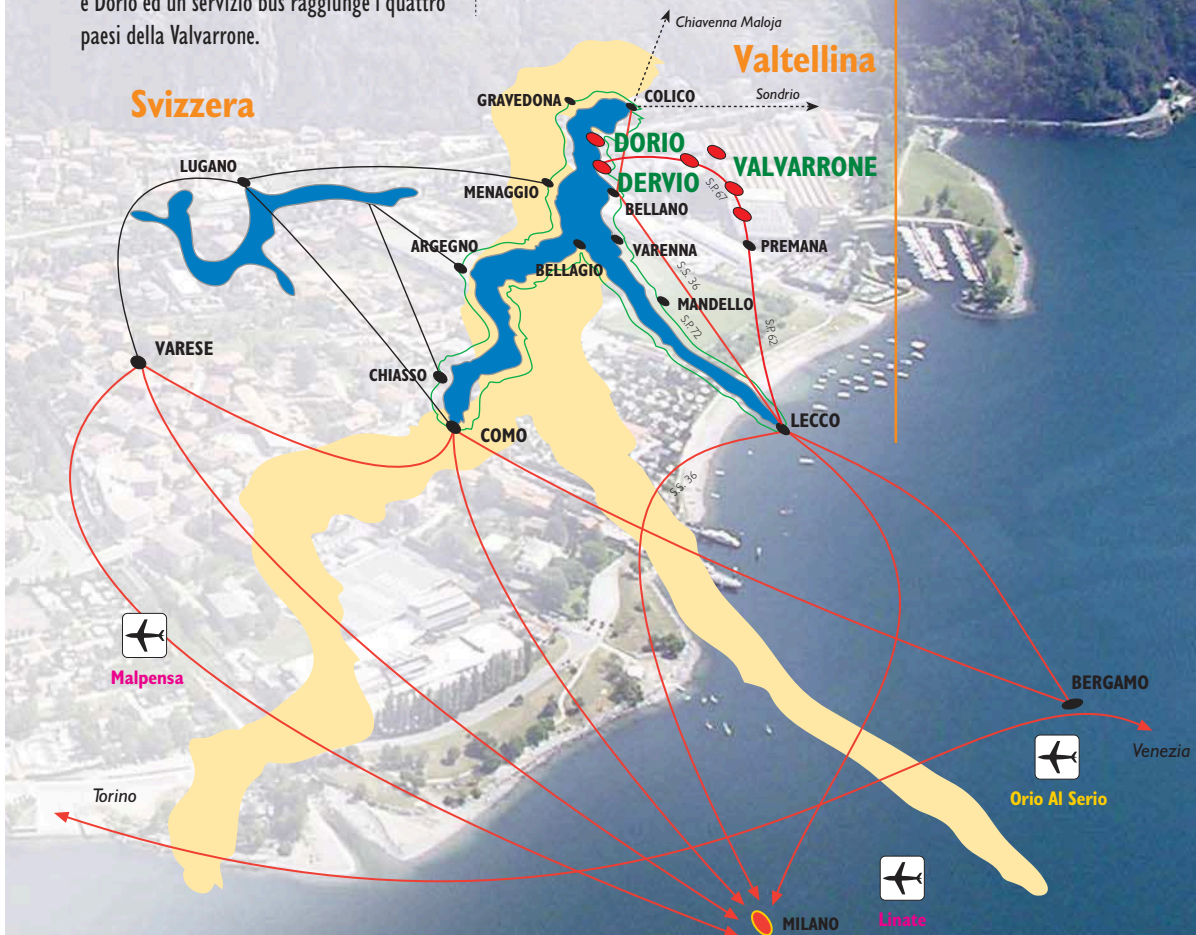 e Dorio ed un servizio bus raggiunge i quattro
paesi della Valvarrone.
Chiavenna Maloja
Valtellina
Sondrio
Svizzera
GRAVEDONA
COLICO
DORIO
VALVARRONE
DERVIO
S.P.67
LUGANO
MENAGGIO
BELLANO
ARGEGNO
VARENNA
PREMANA
BELLAGIO
S.S. 36
MANDELLO
S.P.72
S.P.62
VARESE
CHIASSO
COMO
LECCO
S.S. 36
Malpensa
BERGAMO
Venezia
Orio Al Serio
Torino
MILANO
Linate